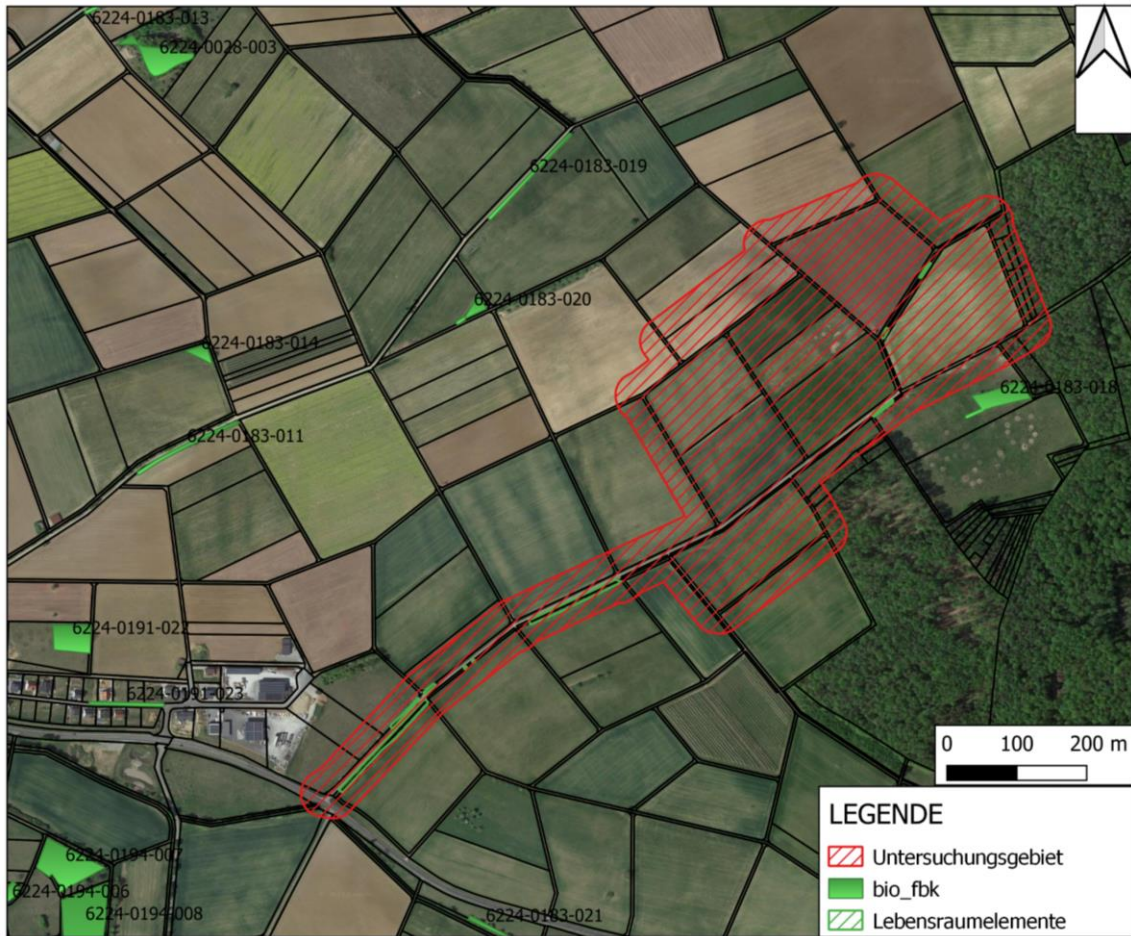 6224-0183-013
6224-0028-003
6224-0183-019
6224-0183-020
6224-0183-014
6224-0183-018
6224-0183-011
6224-0191-022
6224-0191-023
0 100 200 m
LEGENDE
Untersuchungsgebiet
bio_fbk
Lebensraumelemente
6224-0194-007
6224-0194-006
6224-0194-008
6224-0183-021